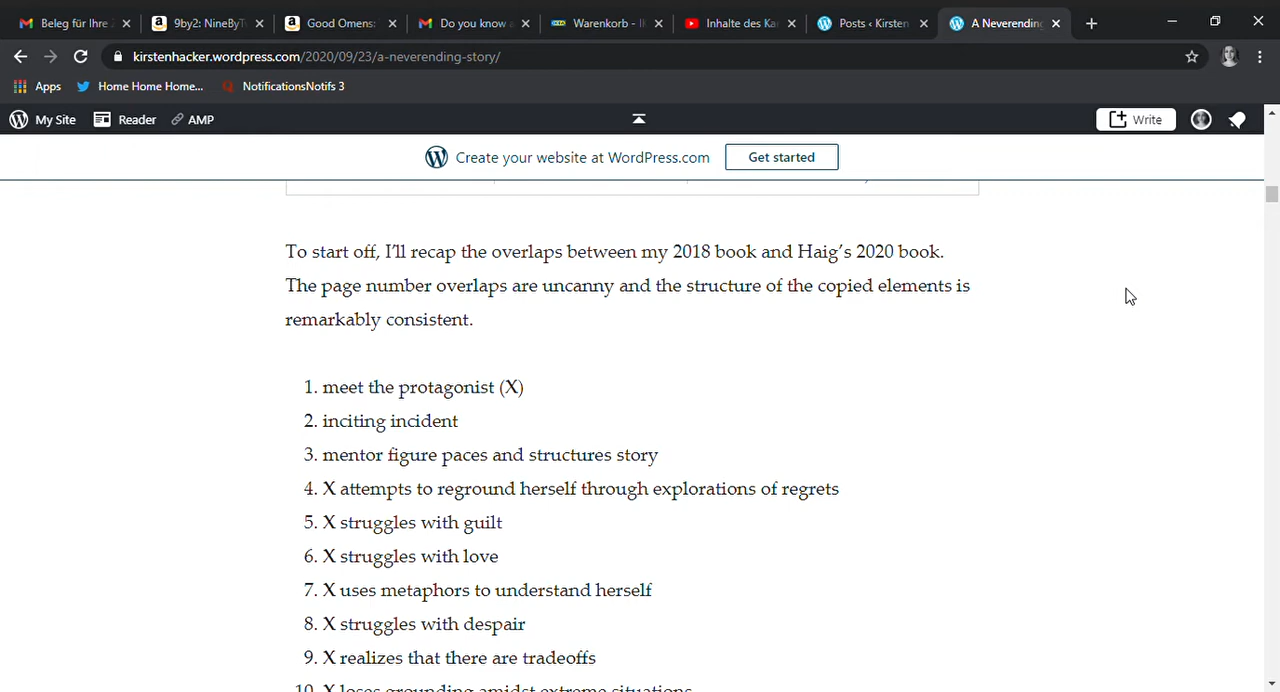 Beleg für Ihre
9by2: NineByT
Good Omens:
Do you know
Warenkorb - I
Inhalte des Ka
Posts ‹ Kirsten
A Neverending
kirstenhacker.wordpress.com/2020/09/23/a-neverending-story/
Apps Home Home Home... NotificationsNotifs 3
My Site Reader AMP Write
Create your website at WordPress.com Get started
To start off, I'll recap the overlaps between my 2018 book and Haig's 2020 book.
The page number overlaps are uncanny and the structure of the copied elements is
remarkably consistent.
1. meet the protagonist (X)
2. inciting incident
3. mentor figure paces and structures story
4. X attempts to reground herself through explorations of regrets
5. X struggles with guilt
6. X struggles with love
7. X uses metaphors to understand herself
8. X struggles with despair
9. X realizes that there are tradeoffs
10. X loses grounding amidst extreme situations